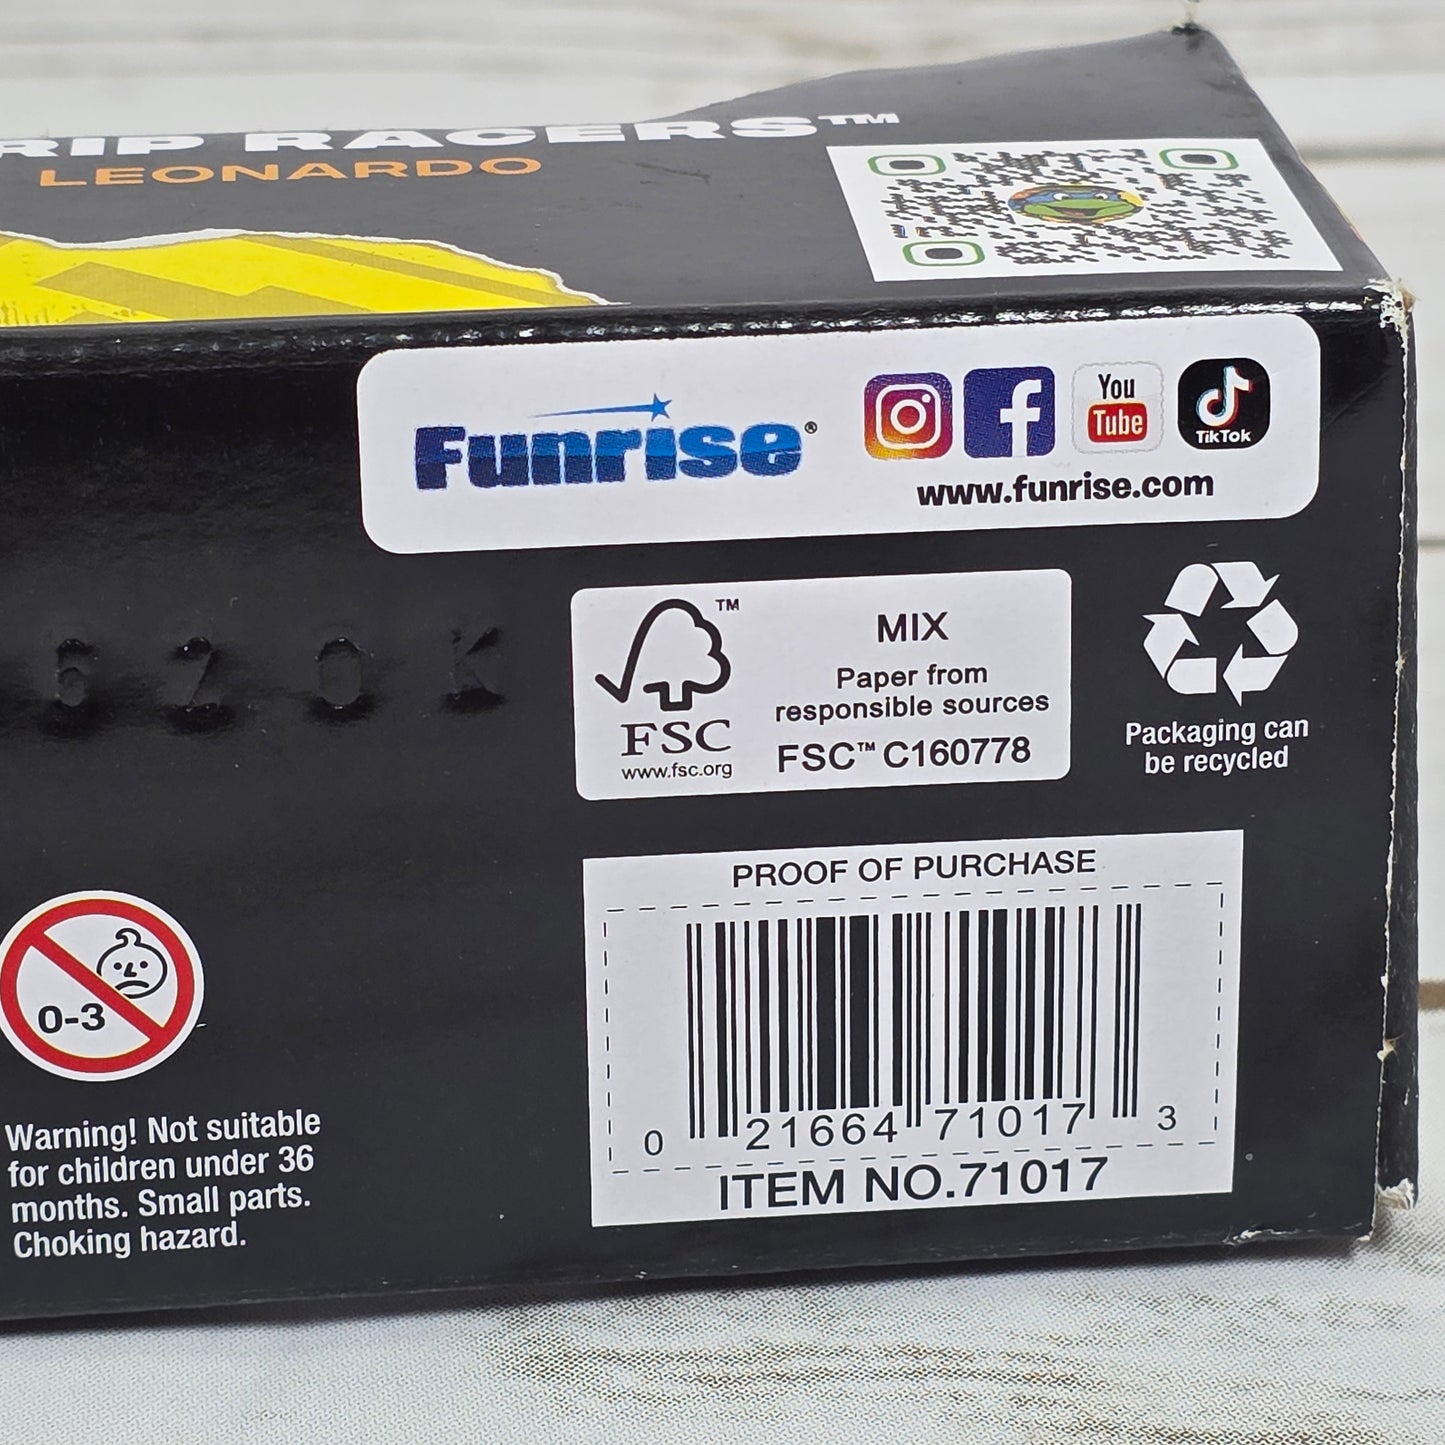 RIP RACERS™
LEONARDO
Funrise®
You
Tube
TikTok
www.funrise.com
6 Z 0 K
™
FSC
www.fsc.org
MIX
Paper from
responsible sources
FSC™ C160778
Packaging can
be recycled
PROOF OF PURCHASE
0 21664 71017 3
ITEM NO.71017
0-3
Warning! Not suitable
for children under 36
months. Small parts.
Choking hazard.